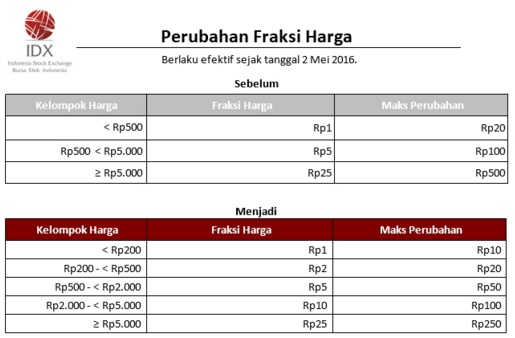 IDX
Indonesia Stock Exchange
Bursa Efek Indonesia
Perubahan Fraksi Harga
Berlaku efektif sejak tanggal 2 Mei 2016.
Sebelum
Kelompok Harga Fraksi Harga Maks Perubahan
< Rp500 Rp1 Rp20
Rp500 < Rp5.000 Rp5 Rp100
≥ Rp5.000 Rp25 Rp500
Menjadi
Kelompok Harga Fraksi Harga Maks Perubahan
< Rp200 Rp1 Rp10
Rp200 - < Rp500 Rp2 Rp20
Rp500 - < Rp2.000 Rp5 Rp50
Rp2.000 - < Rp5.000 Rp10 Rp100
≥ Rp5.000 Rp25 Rp250